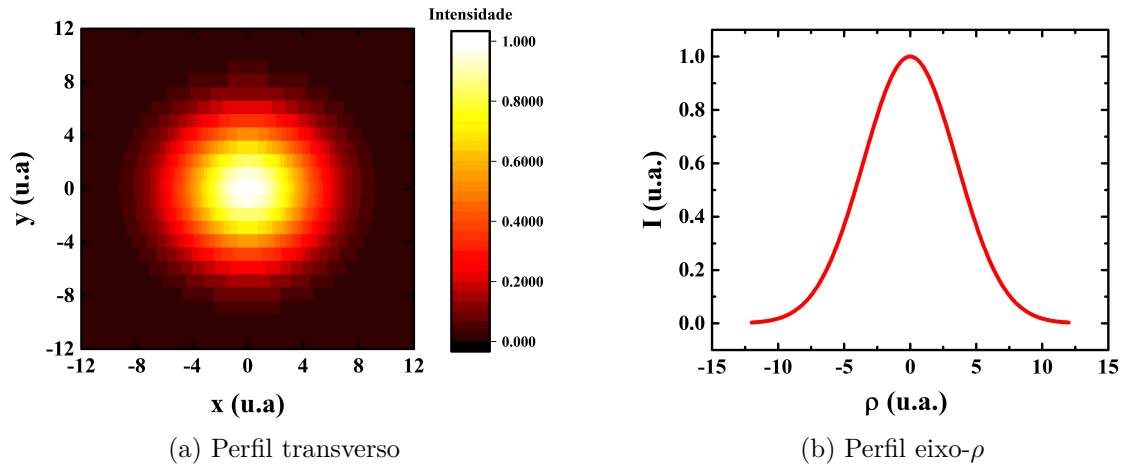 Intensidade
12
8
4
0
-4
-8
-12
y (u.a)
-12 -8 -4 0 4 8 12
x (u.a)
1.000
0.8000
0.6000
0.4000
0.2000
0.000
(a) Perfil transverso
1.0
0.8
0.6
0.4
0.2
0.0
I (u.a.)
-15 -10 -5 0 5 10 15
ρ (u.a.)
(b) Perfil eixo-ρ